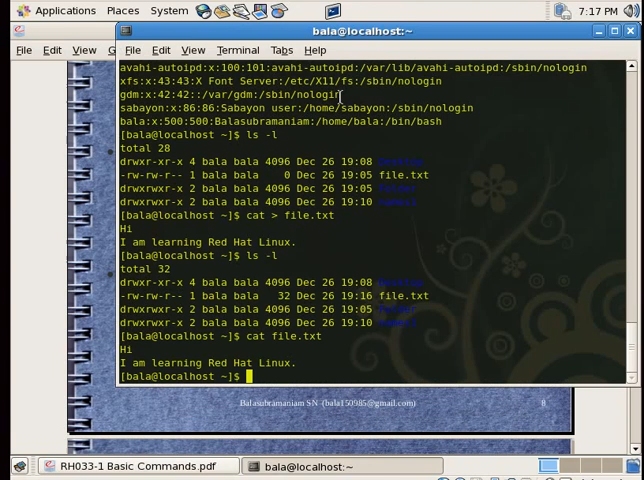 Applications Places System 7:17 PM
bala@localhost:~
File Edit View
File Edit View Terminal Tabs Help
avahi-autoipd:x:100:101:avahi-autoipd:/var/lib/avahi-autoipd:/sbin/nologin
xfs:x:43:43:X Font Server:/etc/X11/fs:/sbin/nologin
gdm:x:42:42::/var/gdm:/sbin/nologin
sabayon:x:86:86:Sabayon user:/home/sabayon:/sbin/nologin
bala:x:500:500:Balasubramaniam:/home/bala:/bin/bash
[bala@localhost ~]$ ls -l
total 28
drwxr-xr-x 4 bala bala 4096 Dec 26 19:08 Desktop
-rw-rw-r-- 1 bala bala    0 Dec 26 19:05 file.txt
drwxrwxr-x 2 bala bala 4096 Dec 26 19:05
drwxrwxr-x 2 bala bala 4096 Dec 26 19:10
[bala@localhost ~]$ cat > file.txt
Hi
I am learning Red Hat Linux.
[bala@localhost ~]$ ls -l
total 32
drwxr-xr-x 4 bala bala 4096 Dec 26 19:08 Desktop
-rw-rw-r-- 1 bala bala   32 Dec 26 19:16 file.txt
drwxrwxr-x 2 bala bala 4096 Dec 26 19:05
drwxrwxr-x 2 bala bala 4096 Dec 26 19:10
[bala@localhost ~]$ cat file.txt
Hi
I am learning Red Hat Linux.
[bala@localhost ~]$
Balasubramaniam SN (bala150985@gmail.com) 8
RH033-1 Basic Commands.pdf
bala@localhost:~